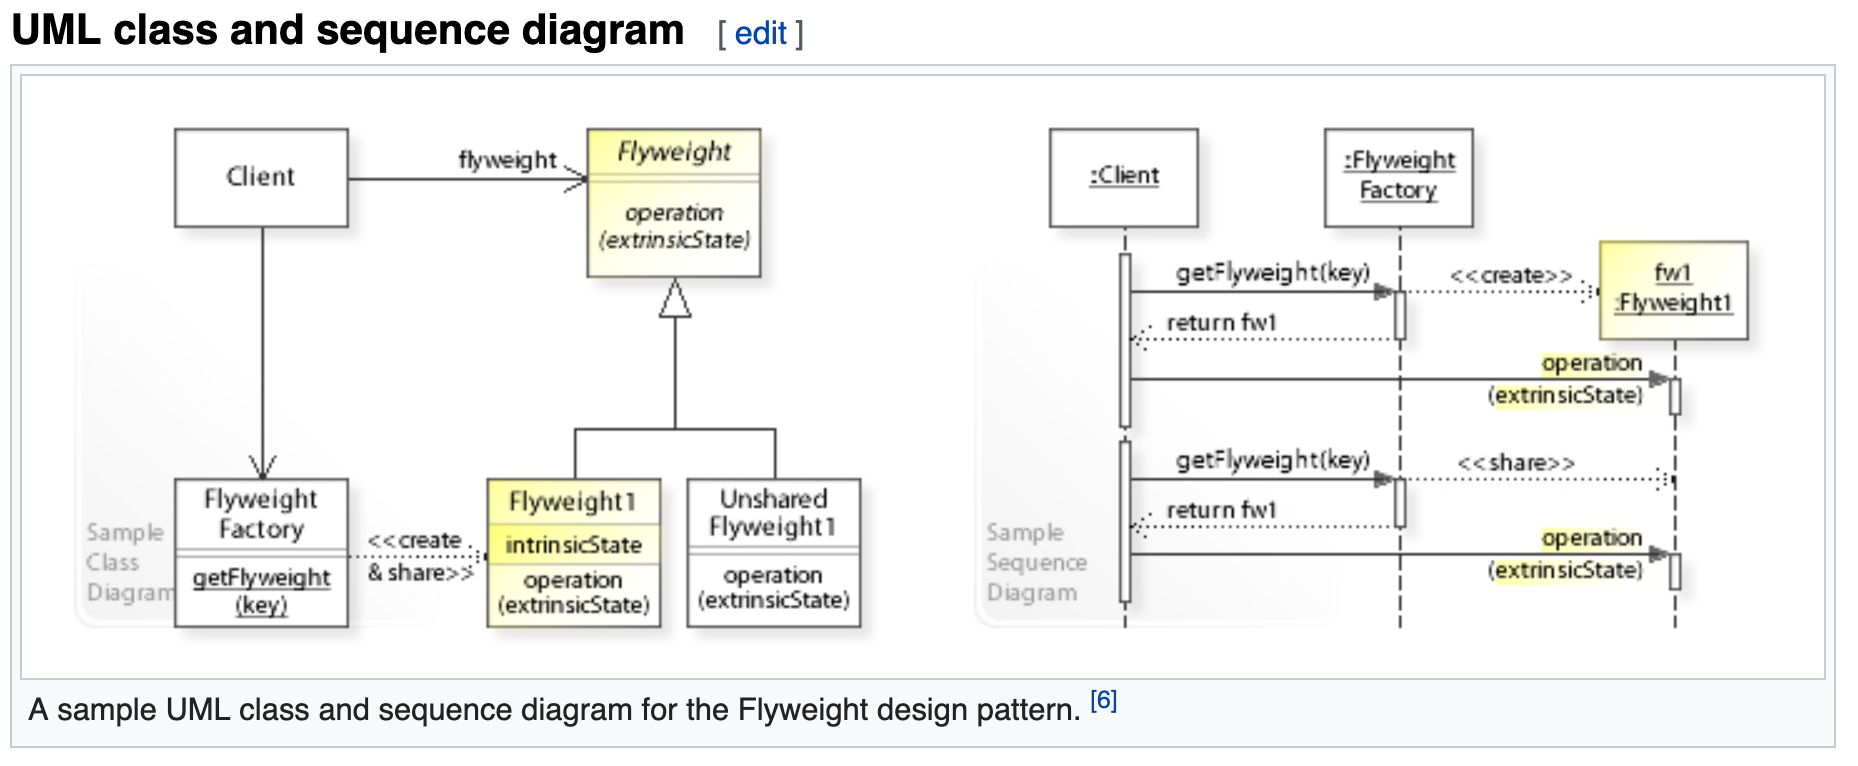 UML class and sequence diagram [ edit ]
Client
flyweight
Flyweight
operation
(extrinsicState)
Flyweight
Factory
getFlyweight
(key)
<<create
& share>>
Flyweight1
intrinsicState
operation
(extrinsicState)
Unshared
Flyweight1
operation
(extrinsicState)
Sample
Class
Diagram
:Client
:Flyweight
Factory
fw1
:Flyweight1
getFlyweight(key)
<<create>>
return fw1
operation
(extrinsicState)
getFlyweight(key)
<<share>>
return fw1
operation
(extrinsicState)
Sample
Sequence
Diagram
A sample UML class and sequence diagram for the Flyweight design pattern. [6]